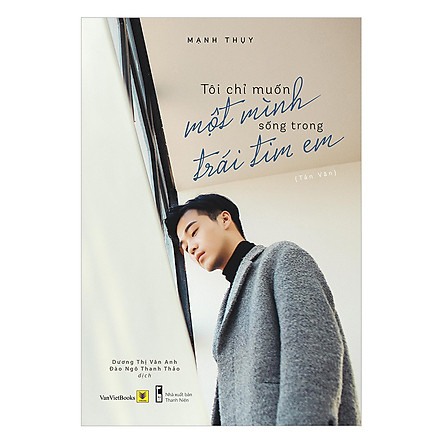 MẠNH THỤY
Tôi chỉ muốn
một mình
sống trong
trái tim em
(Tản Văn)
Dương Thị Vân Anh
Đào Ngô Thanh Thảo
dịch
VanVietBooks
Nhà xuất bản
Thanh Niên